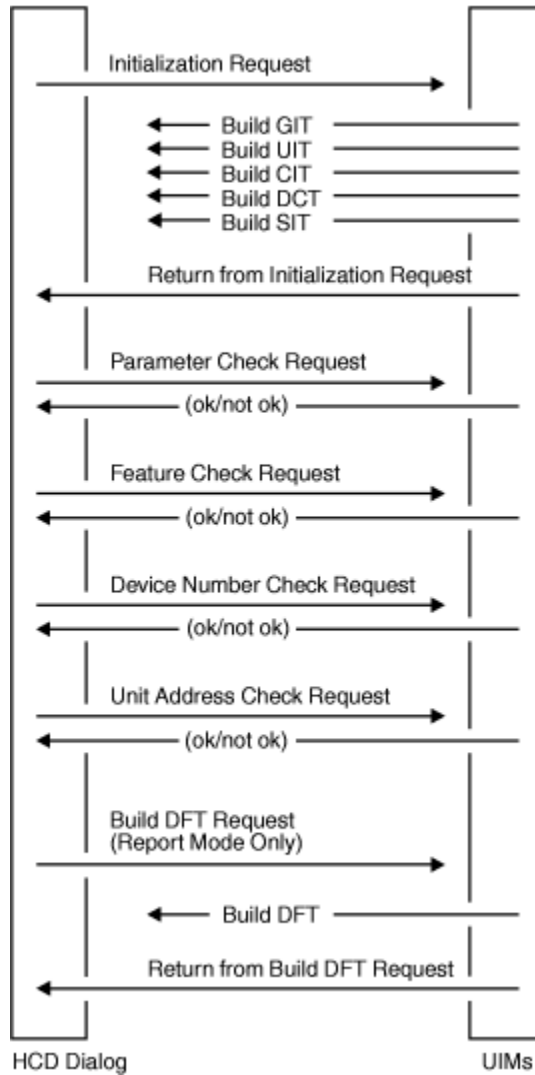 Initialization Request
Build GIT
Build UIT
Build CIT
Build DCT
Build SIT
Return from Initialization Request
Parameter Check Request
(ok/not ok)
Feature Check Request
(ok/not ok)
Device Number Check Request
(ok/not ok)
Unit Address Check Request
(ok/not ok)
Build DFT Request
(Report Mode Only)
Build DFT
Return from Build DFT Request
HCD Dialog
UIMs